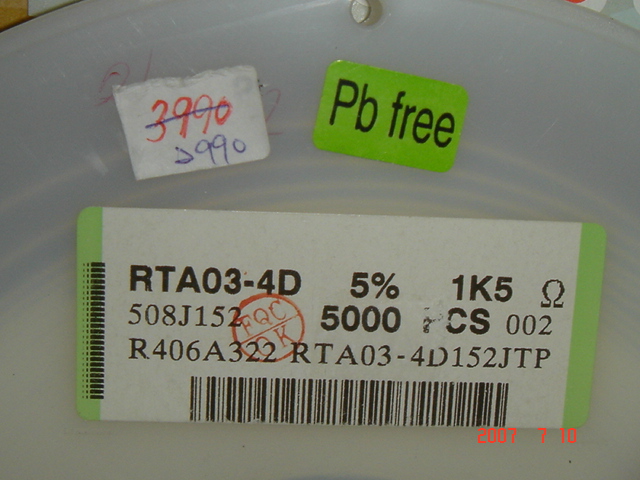 3990
2990
Pb free
RTA03-4D 5% 1K5 Ω
508J152 5000 PCS 002
FQC
OK
R406A322 RTA03-4D152JTP
2007 7 10